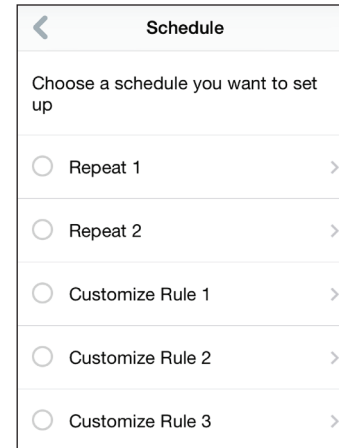 Schedule
Choose a schedule you want to set
up
Repeat 1
Repeat 2
Customize Rule 1
Customize Rule 2
Customize Rule 3